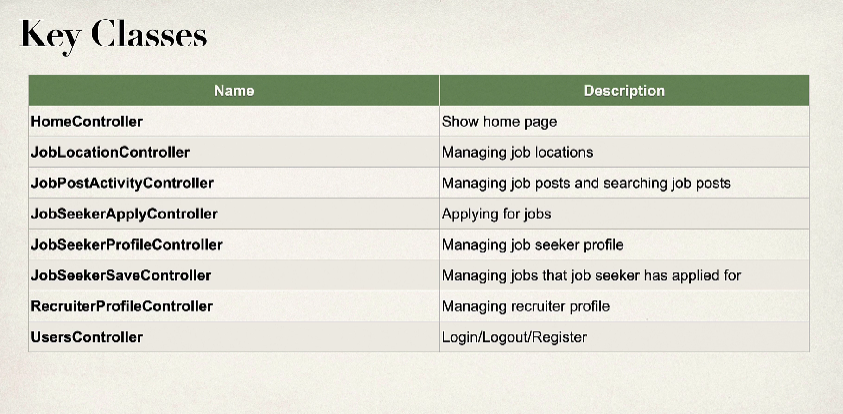 Key Classes
Name Description
HomeController Show home page
JobLocationController Managing job locations
JobPostActivityController Managing job posts and searching job posts
JobSeekerApplyController Applying for jobs
JobSeekerProfileController Managing job seeker profile
JobSeekerSaveController Managing jobs that job seeker has applied for
RecruiterProfileController Managing recruiter profile
UsersController Login/Logout/Register